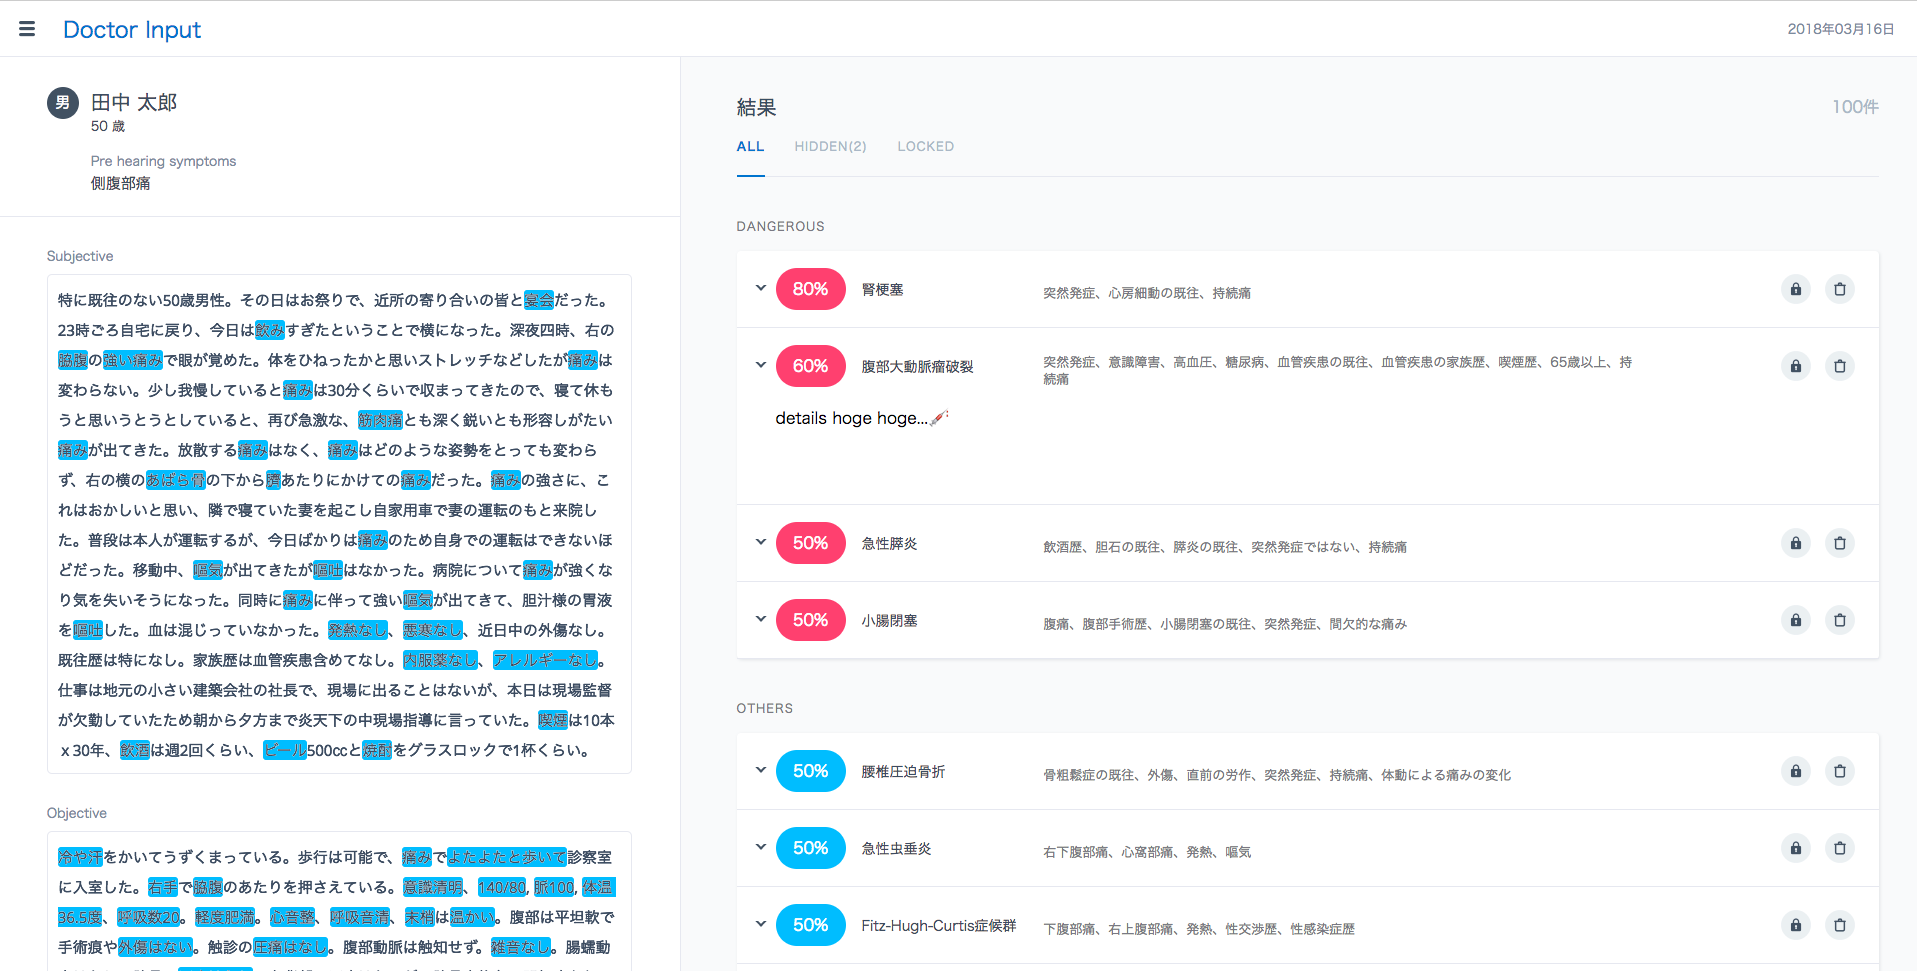 Doctor Input
2018年03月16日
男
田中 太郎
50 歳
Pre hearing symptoms
側腹部痛
Subjective
特に既往のない50歳男性。その日はお祭りで、近所の寄り合いの皆と宴会だった。
23時ごろ自宅に戻り、今日は飲みすぎたということで横になった。深夜四時、右の
脇腹の強い痛みで眼が覚めた。体をひねったかと思いストレッチなどしたが痛みは
変わらない。少し我慢していると痛みは30分くらいで収まってきたので、寝て休も
うと思いうとうとしていると、再び急激な、筋肉痛とも深く鋭いとも形容しがたい
痛みが出てきた。放散する痛みはなく、痛みはどのような姿勢をとっても変わら
ず、右の横のあばら骨の下から臍あたりにかけての痛みだった。痛みの強さに、こ
れはおかしいと思い、隣で寝ていた妻を起こし自家用車で妻の運転のもと来院し
た。普段は本人が運転するが、今日ばかりは痛みのため自身での運転はできないほ
どだった。移動中、嘔気が出てきたが嘔吐はなかった。病院について痛みが強くな
り気を失いそうになった。同時に痛みに伴って強い嘔気が出てきて、胆汁様の胃液
を嘔吐した。血は混じっていなかった。発熱なし、悪寒なし、近日中の外傷なし。
既往歴は特になし。家族歴は血管疾患含めてなし。内服薬なし、アレルギーなし。
仕事は地元の小さい建築会社の社長で、現場に出ることはないが、本日は現場監督
が欠勤していたため朝から夕方まで炎天下の中現場指導に言っていた。喫煙は10本
x 30年、飲酒は週2回くらい、ビール500ccと焼酎をグラスロックで1杯くらい。
Objective
冷や汗をかいてうずくまっている。歩行は可能で、痛みでよたよたと歩いて診察室
に入室した。右手で脇腹のあたりを押さえている。意識清明、140/80, 脈100, 体温
36.5度、呼吸数20。軽度肥満。心音整、呼吸音清、末梢は温かい。腹部は平坦軟で
手術痕や外傷はない。触診の圧痛はなし。腹部動脈は触知せず。雑音なし。腸蠕動
結果
100件
ALL HIDDEN(2) LOCKED
DANGEROUS
80% 腎梗塞 突然発症、心房細動の既往、持続痛
60% 腹部大動脈瘤破裂 突然発症、意識障害、高血圧、糖尿病、血管疾患の既往、血管疾患の家族歴、喫煙歴、65歳以上、持
続痛
details hoge hoge...
50% 急性膵炎 飲酒歴、胆石の既往、膵炎の既往、突然発症ではない、持続痛
50% 小腸閉塞 腹痛、腹部手術歴、小腸閉塞の既往、突然発症、間欠的な痛み
OTHERS
50% 腰椎圧迫骨折 骨粗鬆症の既往、外傷、直前の労作、突然発症、持続痛、体動による痛みの変化
50% 急性虫垂炎 右下腹部痛、心窩部痛、発熱、嘔気
50% Fitz-Hugh-Curtis症候群 下腹部痛、右上腹部痛、発熱、性交渉歴、性感染症歴